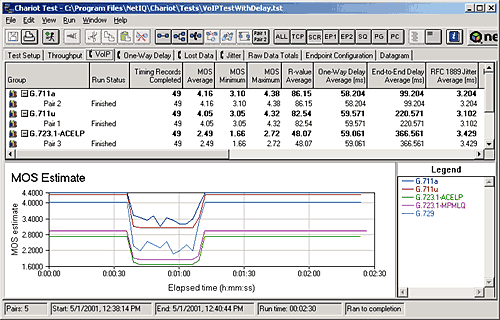 Chariot Test - C:\Program Files\NetIQ\Chariot\Tests\VoIPTestWithDelay.tst
File Edit View Run Window Help
ALL TCP SCR EP1 EP2 SQ PG PC
Pair 1
Pair 2
NetIQ
Test Setup Throughput VoIP One-Way Delay Lost Data Jitter Raw Data Totals Endpoint Configuration Datagram
Group Run Status Timing Records Completed MOS Average MOS Minimum MOS Maximum R-value Average One-Way Delay Average (ms) End-to-End Delay Average (ms) RFC 1889 Jitter Average (ms)
G.711a 49 4.16 3.10 4.38 86.15 58.204 99.204 3.204
Pair 2 Finished 49 4.16 3.10 4.38 86.15 58.204 99.204 3.204
G.711u 49 4.05 3.05 4.32 82.54 59.571 220.571 3.102
Pair 1 Finished 49 4.05 3.05 4.32 82.54 59.571 220.571 3.102
G.723.1-ACELP 49 2.49 1.66 2.72 48.07 59.061 366.561 3.429
Pair 3 Finished 49 2.49 1.66 2.72 48.07 59.061 366.561 3.429
MOS Estimate
MOS estimate
4.4000
3.8000
3.2000
2.6000
2.0000
1.6000
0:00:00 0:00:30 0:01:00 0:01:30 0:02:00 0:02:30
Elapsed time (h:mm:ss)
Legend
G.711a
G.711u
G.723.1-ACELP
G.723.1-MPMLQ
G.729
Pairs: 5 Start: 5/1/2001, 12:38:14 PM End: 5/1/2001, 12:40:44 PM Run time: 00:02:30 Ran to completion